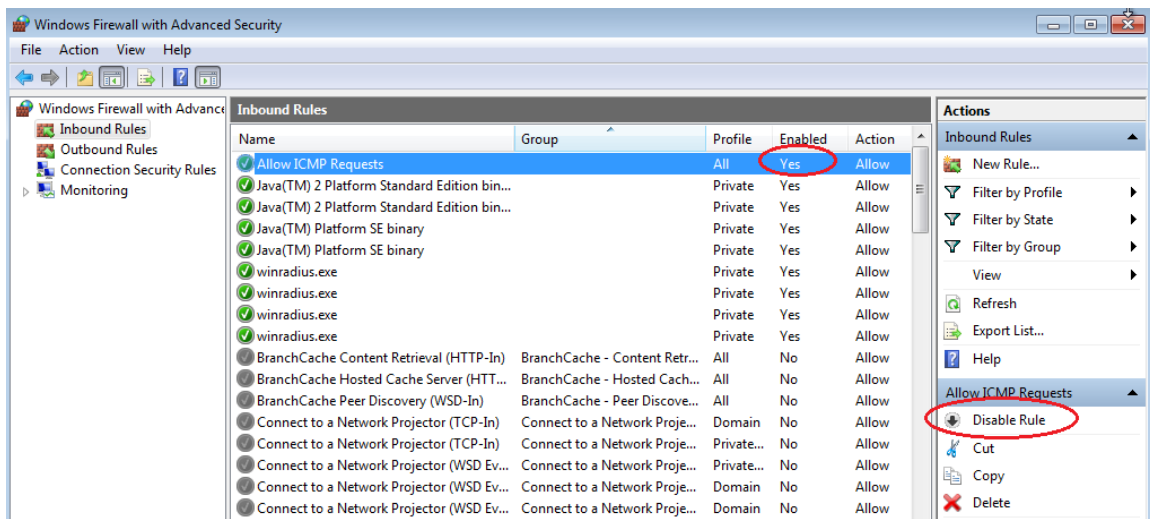 Windows Firewall with Advanced Security
File Action View Help
Windows Firewall with Advance
Inbound Rules
Outbound Rules
Connection Security Rules
Monitoring
Inbound Rules
Name Group Profile Enabled Action
Allow ICMP Requests All Yes Allow
Java(TM) 2 Platform Standard Edition bin... Private Yes Allow
Java(TM) 2 Platform Standard Edition bin... Private Yes Allow
Java(TM) Platform SE binary Private Yes Allow
Java(TM) Platform SE binary Private Yes Allow
winradius.exe Private Yes Allow
winradius.exe Private Yes Allow
winradius.exe Private Yes Allow
winradius.exe Private Yes Allow
BranchCache Content Retrieval (HTTP-In) BranchCache - Content Retr... All No Allow
BranchCache Hosted Cache Server (HTT... BranchCache - Hosted Cach... All No Allow
BranchCache Peer Discovery (WSD-In) BranchCache - Peer Discove... All No Allow
Connect to a Network Projector (TCP-In) Connect to a Network Proje... Domain No Allow
Connect to a Network Projector (TCP-In) Connect to a Network Proje... Private... No Allow
Connect to a Network Projector (WSD Ev... Connect to a Network Proje... Private... No Allow
Connect to a Network Projector (WSD Ev... Connect to a Network Proje... Domain No Allow
Connect to a Network Projector (WSD Ev... Connect to a Network Proje... Domain No Allow
Actions
Inbound Rules
New Rule...
Filter by Profile
Filter by State
Filter by Group
View
Refresh
Export List...
Help
Allow ICMP Requests
Disable Rule
Cut
Copy
Delete